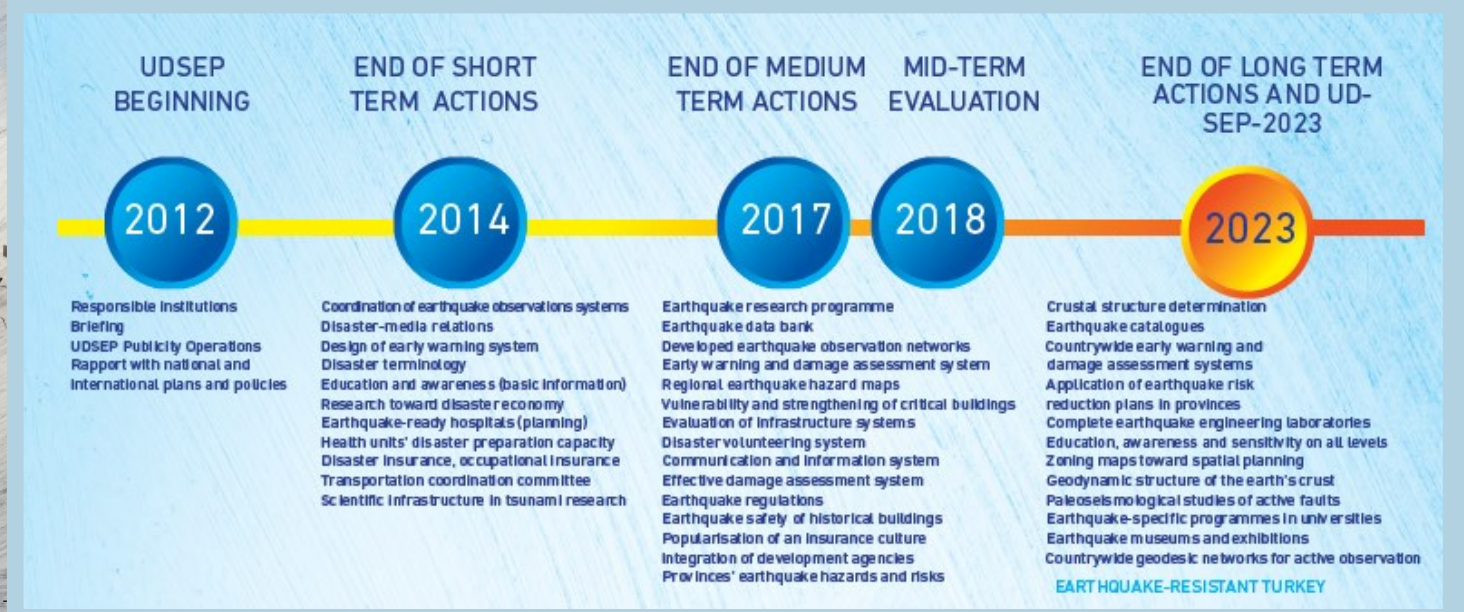 UDSEP
BEGINNING
END OF SHORT
TERM ACTIONS
END OF MEDIUM
TERM ACTIONS
MID-TERM
EVALUATION
END OF LONG TERM
ACTIONS AND UD-
SEP-2023
2012
2014
2017
2018
2023
Responsible institutions
Briefing
UDSEP Publicity Operations
Rapport with national and
international plans and policies
Coordination of earthquake observations systems
Disaster-media relations
Design of early warning system
Disaster terminology
Education and awareness (basic information)
Research toward disaster economy
Earthquake-ready hospitals (planning)
Health units' disaster preparation capacity
Disaster insurance, occupational insurance
Transportation coordination committee
Scientific infrastructure in tsunami research
Earthquake research programme
Earthquake data bank
Developed earthquake observation networks
Early warning and damage assessment system
Regional earthquake hazard maps
Vulnerability and strengthening of critical buildings
Evaluation of infrastructure systems
Disaster volunteering system
Communication and information system
Effective damage assessment system
Earthquake regulations
Earthquake safety of historical buildings
Popularisation of an insurance culture
Integration of development agencies
Provinces' earthquake hazards and risks
Crustal structure determination
Earthquake catalogues
Countrywide early warning and
damage assessment systems
Application of earthquake risk
reduction plans in provinces
Complete earthquake engineering laboratories
Education, awareness and sensitivity on all levels
Zoning maps toward spatial planning
Geodynamic structure of the earth's crust
Paleoseismological studies of active faults
Earthquake-specific programmes in universities
Earthquake museums and exhibitions
Countrywide geodesic networks for active observation
EARTHQUAKE-RESISTANT TURKEY